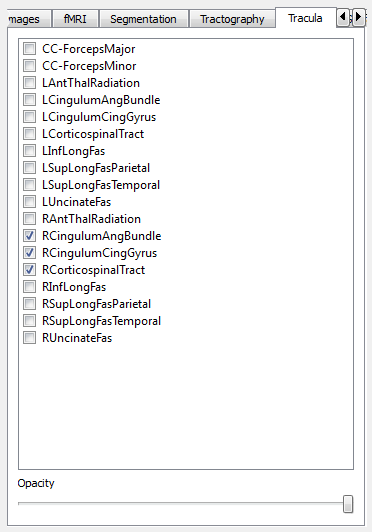 mages fMRI Segmentation Tractography Tracula
CC-ForcepsMajor
CC-ForcepsMinor
LAntThalRadiation
LCingulumAngBundle
LCingulumCingGyrus
LCorticospinalTract
LInfLongFas
LSupLongFasParietal
LSupLongFasTemporal
LUncinateFas
RAntThalRadiation
RCingulumAngBundle
RCingulumCingGyrus
RCorticospinalTract
RInfLongFas
RSupLongFasParietal
RSupLongFasTemporal
RUncinateFas
Opacity